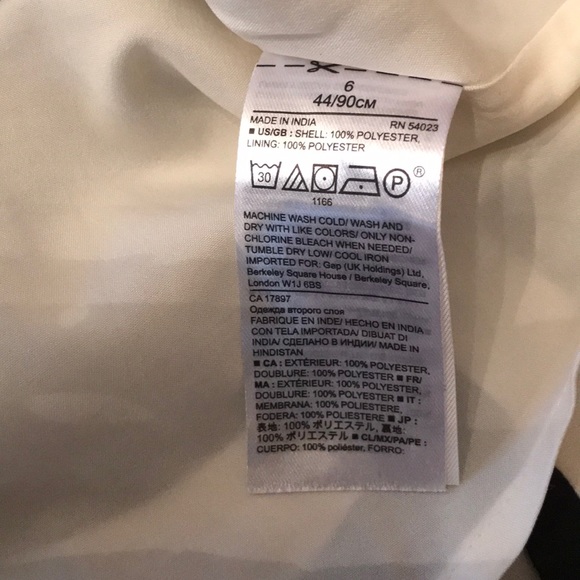 6
44/90CM
MADE IN INDIA RN 54023
■ US/GB : SHELL: 100% POLYESTER,
LINING: 100% POLYESTER
30 P ®
1166
MACHINE WASH COLD/ WASH AND
DRY WITH LIKE COLORS/ ONLY NON-
CHLORINE BLEACH WHEN NEEDED/
TUMBLE DRY LOW/ COOL IRON
IMPORTED FOR: Gap (UK Holdings) Ltd,
Berkeley Square House / Berkeley Square,
London W1J 6BS
CA 17897
Одежда второго слоя
FABRIQUE EN INDE/ HECHO EN INDIA
CON TELA IMPORTADA/ DIBUAT DI
INDIA/ СДЕЛАНО В ИНДИИ/ MADE IN
HINDISTAN
■ CA : EXTÉRIEUR: 100% POLYESTER,
DOUBLURE: 100% POLYESTER ■ FR/
MA : EXTÉRIEUR: 100% POLYESTER,
DOUBLURE: 100% POLYESTER ■ IT :
MEMBRANA: 100% POLIESTERE,
FODERA: 100% POLIESTERE ■ JP :
表地: 100% ポリエステル, 裏地:
100% ポリエステル ■ CL/MX/PA/PE :
CUERPO: 100% poliéster, FORRO: